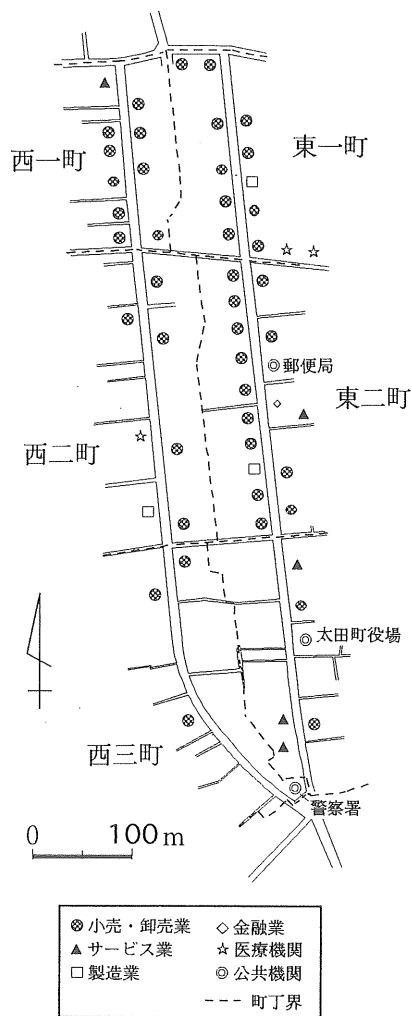 西一町
東一町
郵便局
東二町
西二町
太田町役場
西三町
警察署
0 100m
小売・卸売業
金融業
サービス業
医療機関
製造業
公共機関
町丁界